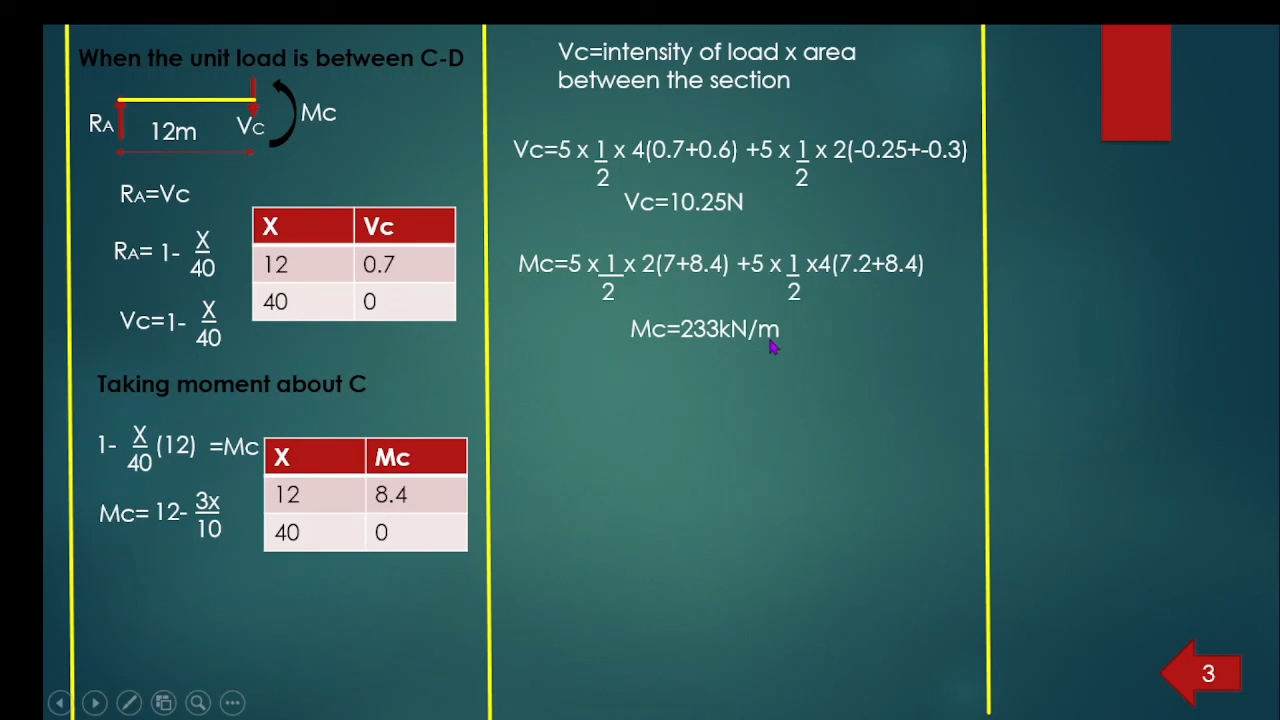 When the unit load is between C-D
RA
12m
VC
Mc
RA=Vc
RA= 1- X/40
Vc=1- X/40
X Vc
12 0.7
40 0
Taking moment about C
1- X/40 (12) =Mc
Mc= 12- 3x/10
X Mc
12 8.4
40 0
Vc=intensity of load x area
between the section
Vc=5 x 1/2 x 4(0.7+0.6) +5 x 1/2 x 2(-0.25+-0.3)
Vc=10.25N
Mc=5 x 1/2 x 2(7+8.4) +5 x 1/2 x4(7.2+8.4)
Mc=233kN/m
3